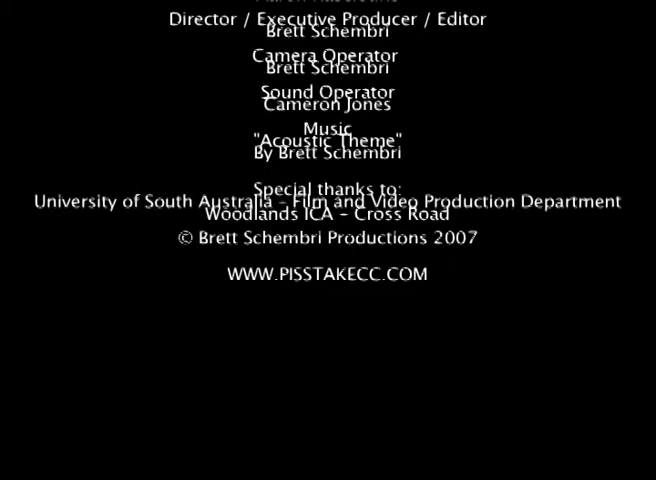 Director / Executive Producer / Editor
Brett Schembri
Camera Operator
Brett Schembri
Sound Operator
Cameron Jones
Music
"Acoustic Theme"
By Brett Schembri
Special thanks to:
University of South Australia - Film and Video Production Department
Woodlands ICA - Cross Road
© Brett Schembri Productions 2007
WWW.PISSTAKECC.COM